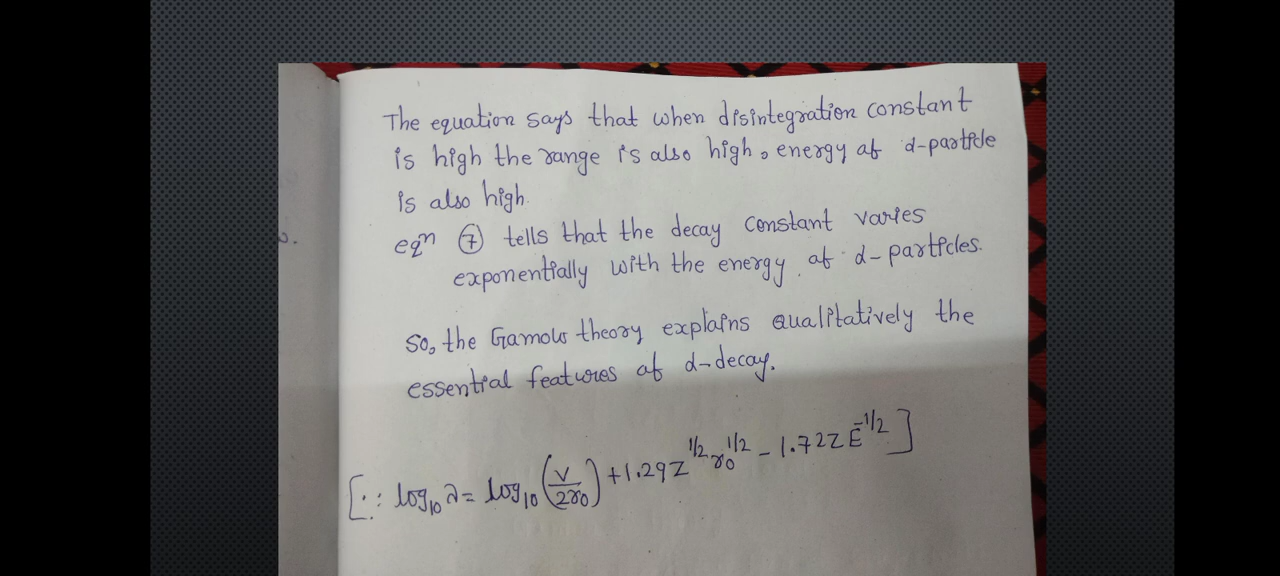 The equation says that when disintegration constant
is high the range is also high, energy of α-particle
is also high.
eqn ⑦ tells that the decay constant varies
exponentially with the energy of α-particles.
So, the Gamow theory explains qualitatively the
essential features of α-decay.
[∵ log₁₀ λ = log₁₀ (v/2r₀) + 1.29 Z^1/2 r₀^1/2 - 1.72 Z E^-1/2 ]